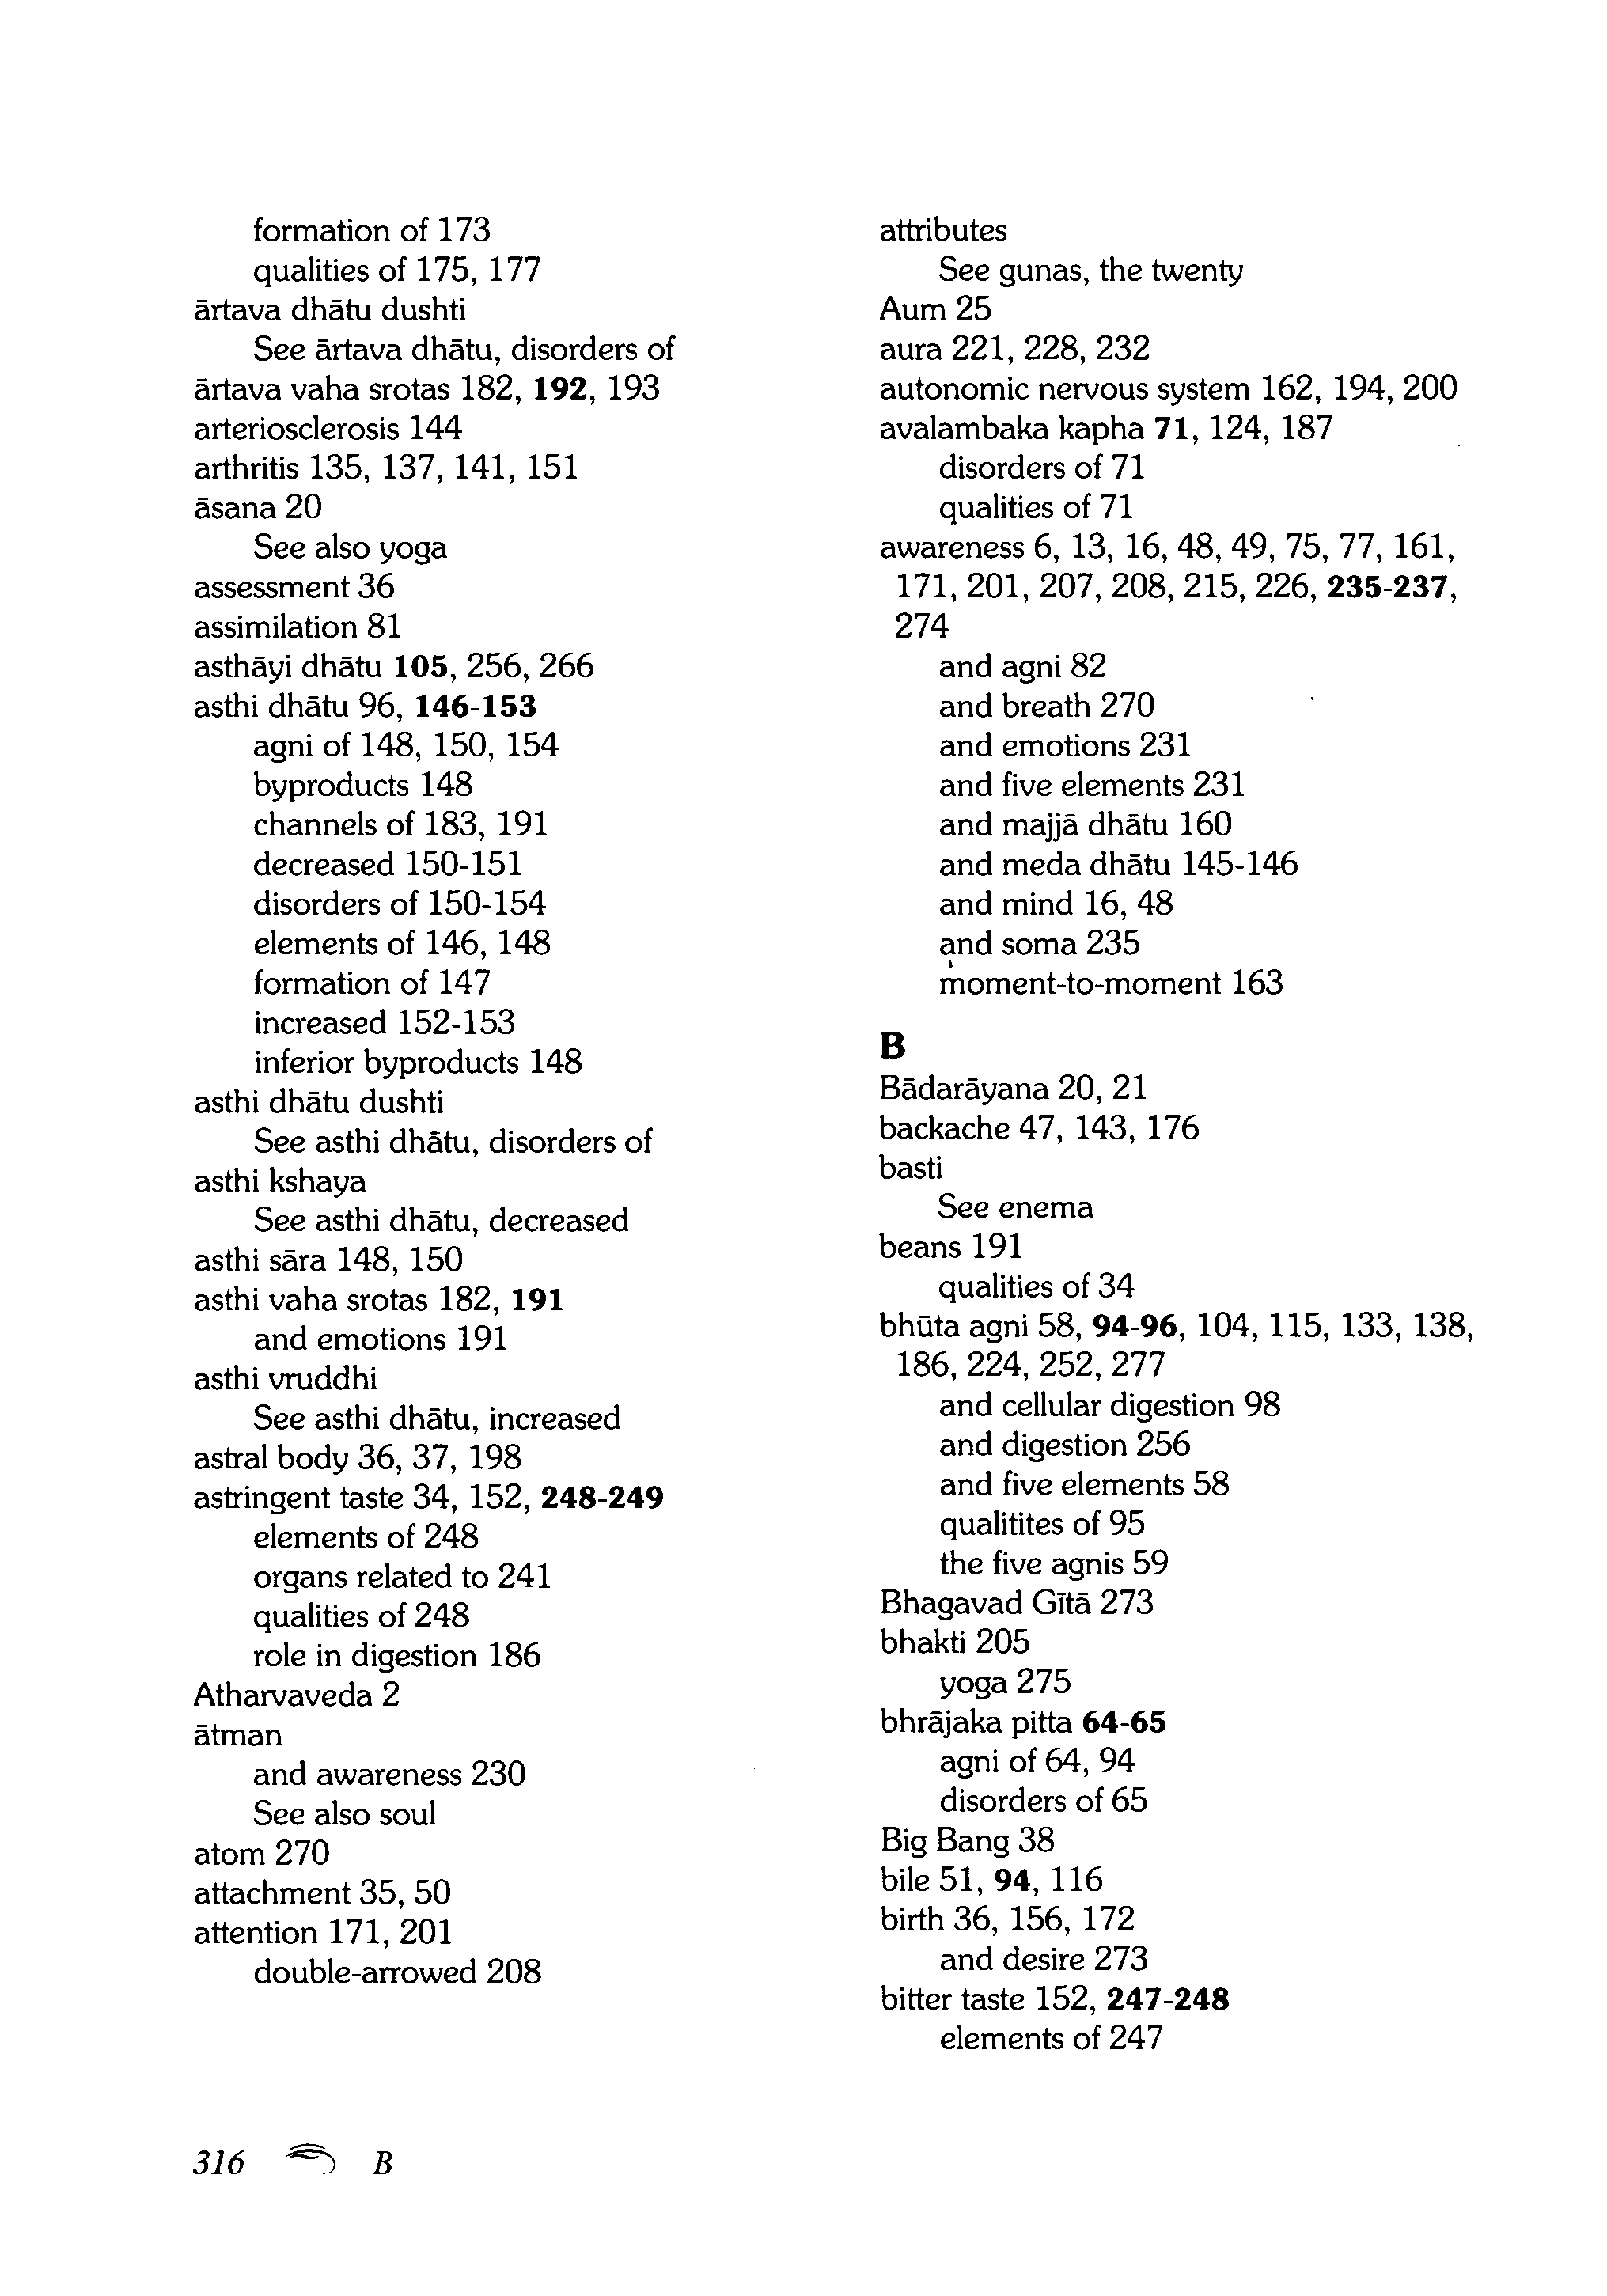 formation of 173
qualities of 175, 177
ārtava dhātu dushti
See ārtava dhātu, disorders of
ārtava vaha srotas 182, 192, 193
arteriosclerosis 144
arthritis 135, 137, 141, 151
āsana 20
See also yoga
assessment 36
assimilation 81
asthāyi dhātu 105, 256, 266
asthi dhātu 96, 146-153
agni of 148, 150, 154
byproducts 148
channels of 183, 191
decreased 150-151
disorders of 150-154
elements of 146, 148
formation of 147
increased 152-153
inferior byproducts 148
asthi dhātu dushti
See asthi dhātu, disorders of
asthi kshaya
See asthi dhātu, decreased
asthi sāra 148, 150
asthi vaha srotas 182, 191
and emotions 191
asthi vruddhi
See asthi dhātu, increased
astral body 36, 37, 198
astringent taste 34, 152, 248-249
elements of 248
organs related to 241
qualities of 248
role in digestion 186
Atharvaveda 2
ātman
and awareness 230
See also soul
atom 270
attachment 35, 50
attention 171, 201
double-arrowed 208
attributes
See gunas, the twenty
Aum 25
aura 221, 228, 232
autonomic nervous system 162, 194, 200
avalambaka kapha 71, 124, 187
disorders of 71
qualities of 71
awareness 6, 13, 16, 48, 49, 75, 77, 161,
171, 201, 207, 208, 215, 226, 235-237,
274
and agni 82
and breath 270
and emotions 231
and five elements 231
and majjā dhātu 160
and meda dhātu 145-146
and mind 16, 48
and soma 235
moment-to-moment 163
B
Bādarāyana 20, 21
backache 47, 143, 176
basti
See enema
beans 191
qualities of 34
bhūta agni 58, 94-96, 104, 115, 133, 138,
186, 224, 252, 277
and cellular digestion 98
and digestion 256
and five elements 58
qualitites of 95
the five agnis 59
Bhagavad Gītā 273
bhakti 205
yoga 275
bhrājaka pitta 64-65
agni of 64, 94
disorders of 65
Big Bang 38
bile 51, 94, 116
birth 36, 156, 172
and desire 273
bitter taste 152, 247-248
elements of 247
316 B